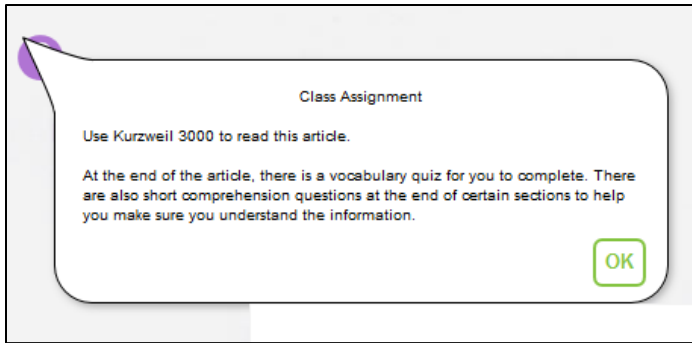 Class Assignment
Use Kurzweil 3000 to read this article.
At the end of the article, there is a vocabulary quiz for you to complete. There
are also short comprehension questions at the end of certain sections to help
you make sure you understand the information.
OK